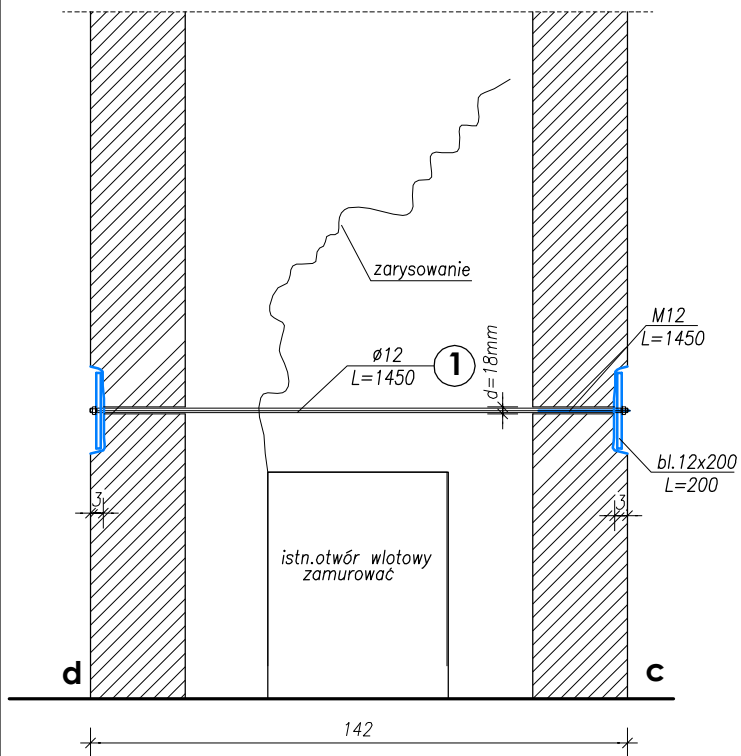 zarysowanie
M12
L=1450
ø12
L=1450
1
d=18mm
bl.12x200
L=200
3
3
istn.otwór wlotowy
zamurować
d
c
142